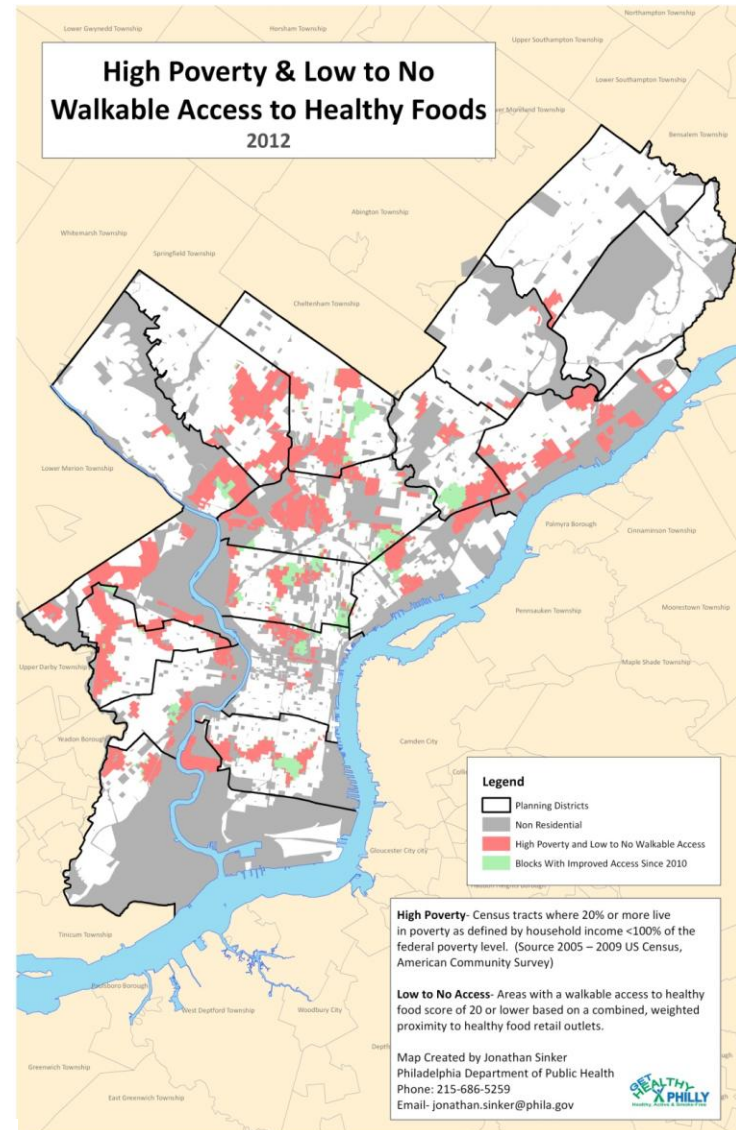 Lower Gwynedd Township
Horsham Township
Northampton Township
Upper Southampton Township
High Poverty & Low to No
Walkable Access to Healthy Foods
2012
Lower Southampton Township
Moreland Township
Bensalem Township
Abington Township
Whitemarsh Township
Springfield Township
Cheltenham Township
Lower Merion Township
Palmyra Borough
Cinnaminson Township
Pennsauken Township
Moorestown Township
Maple Shade Township
Upper Darby Township
Yeadon Borough
Camden City
Gloucester City city
Legend
Planning Districts
Non Residential
High Poverty and Low to No Walkable Access
Blocks With Improved Access Since 2010
High Poverty- Census tracts where 20% or more live
in poverty as defined by household income <100% of the
federal poverty level. (Source 2005 – 2009 US Census,
American Community Survey)
Low to No Access- Areas with a walkable access to healthy
food score of 20 or lower based on a combined, weighted
proximity to healthy food retail outlets.
Map Created by Jonathan Sinker
Philadelphia Department of Public Health
Phone: 215-686-5259
Email- jonathan.sinker@phila.gov
GET
HEALTHY
PHILLY
Healthy, Active & Smoke-Free
Tinicum Township
Paulsboro Borough
West Deptford Township
Woodbury City
Greenwich Township
East Greenwich Township